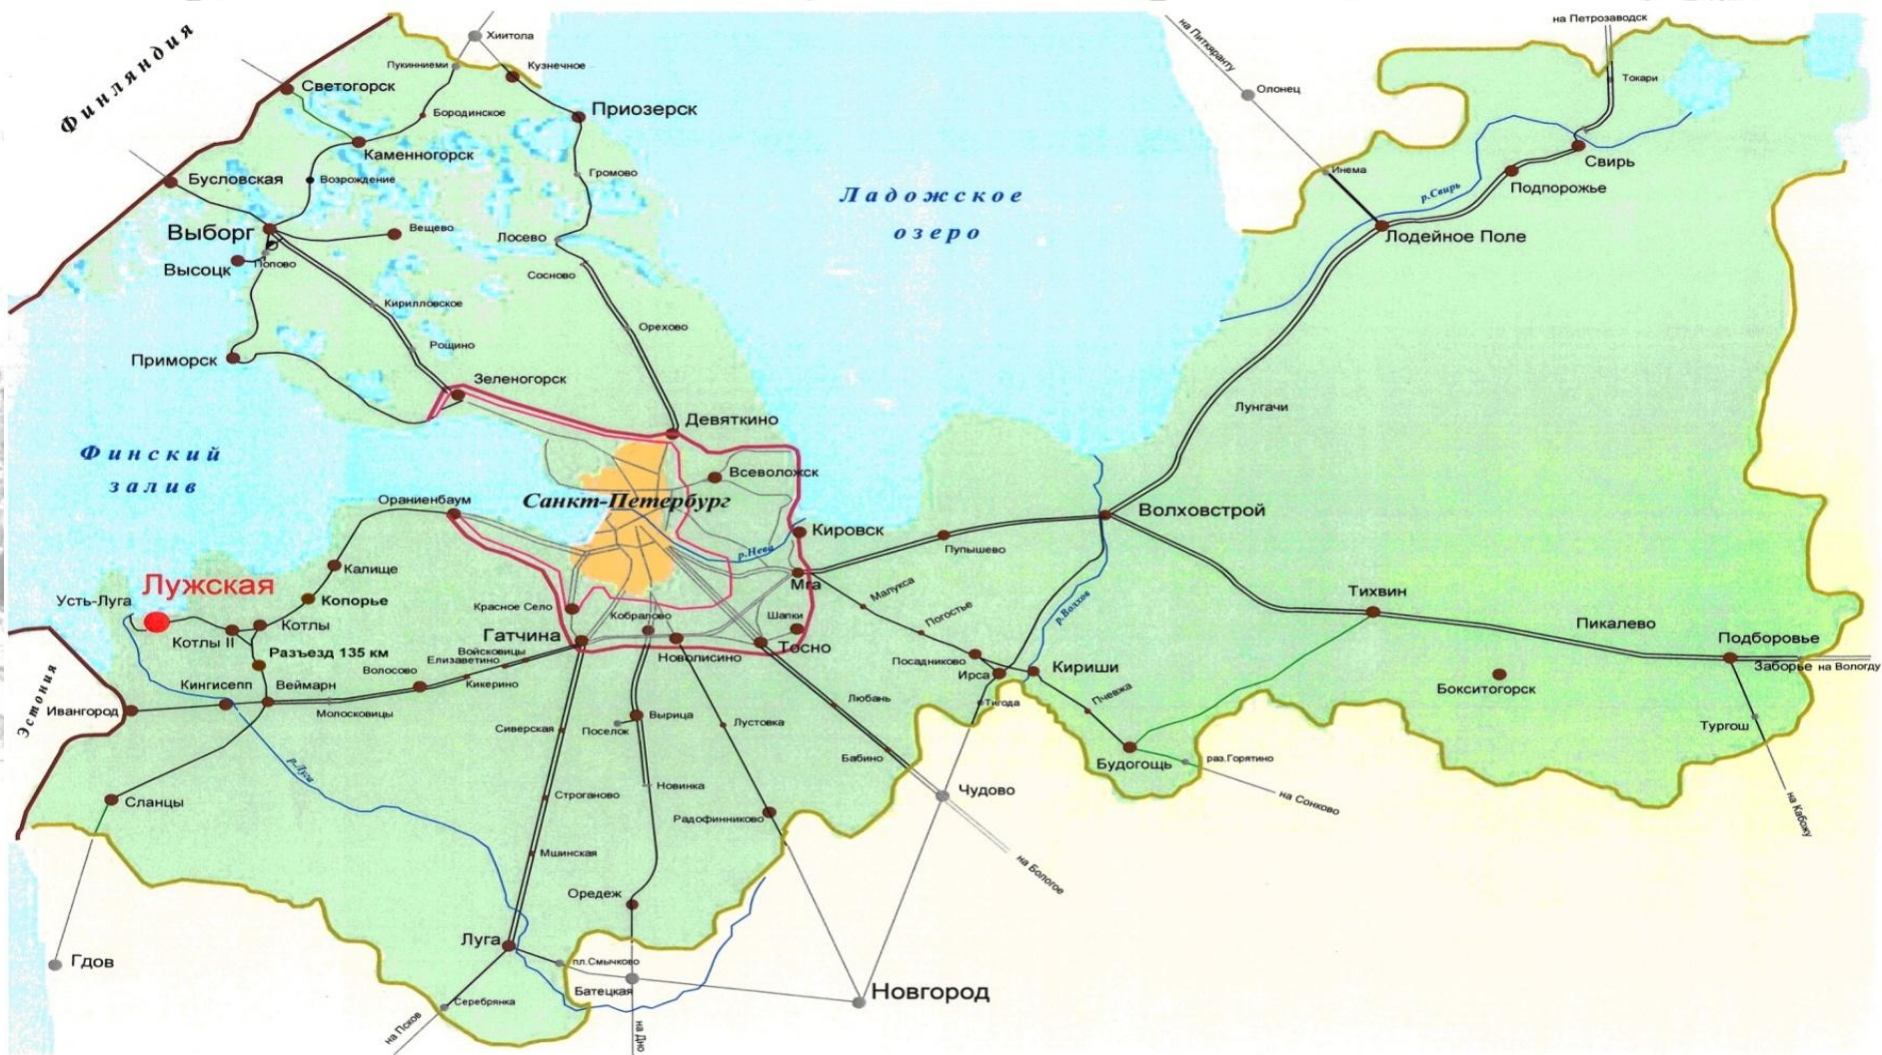 Финляндия
Хиитола
Пукинниеми
Кузнечное
Светогорск
Бородинское
Приозерск
Каменногорск
Бусловская
Возрождение
Громово
Выборг
Вещево
Лосево
Высоцк
Попово
Сосново
Кирилловское
Орехово
Рощино
Приморск
Зеленогорск
Девяткино
Всеволожск
Ладожское
озеро
Финский
залив
Санкт-Петербург
р.Нева
Кировск
Мга
Ораниенбаум
Калище
Копорье
Лужская
Усть-Луга
Котлы II
Котлы
Разъезд 135 км
Красное Село
Кобралово
Шапки
Гатчина
Новолисино
Тосно
Войсковицы
Елизаветино
Кикерино
Волосово
Кингисепп
Веймарн
Молосковицы
Ивангород
Эстония
р.Луга
Сланцы
Гдов
Сиверская
Строганово
Мшинская
Луга
Серебрянка
на Псков
Поселок
Вырица
Новинка
Оредеж
пл.Смычково
Батецкая
на Дно
Лустовка
Радофинниково
Новгород
Любань
Бабино
Чудово
на Бологое
на Питкяранту
Олонец
Инема
на Петрозаводск
Токари
Свирь
Подпорожье
р.Свирь
Лодейное Поле
Лунгачи
Волховстрой
Пупышево
Малукса
Погостье
Посадниково
Ирса
Тигода
р.Волхов
Кириши
Пчевжа
Будогощь
раз.Горятино
на Сонково
Тихвин
Пикалево
Бокситогорск
Подборовье
Заборье
на Вологду
Тургош
на Кабожу